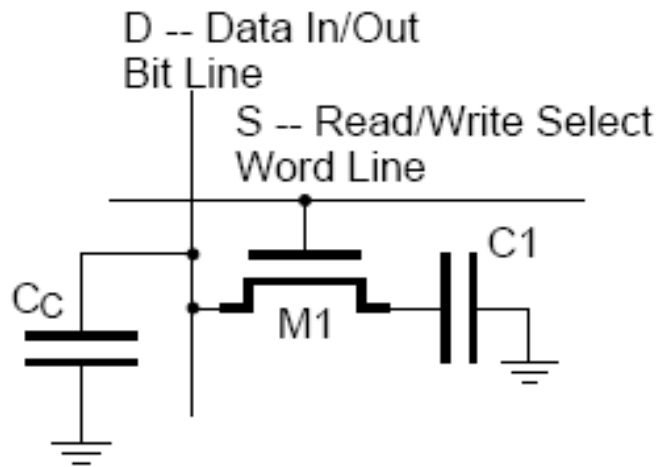 D -- Data In/Out
Bit Line
S -- Read/Write Select
Word Line
C1
CC
M1